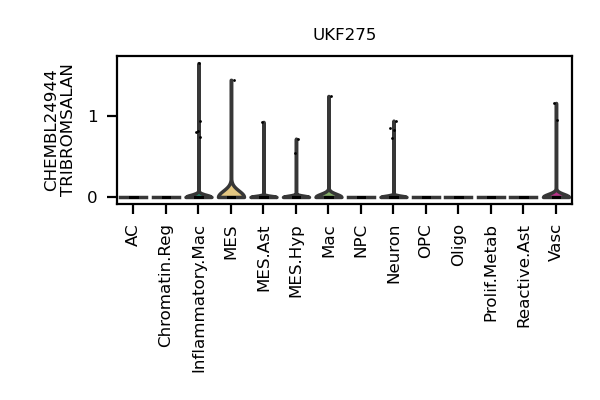 UKF275
CHEMBL24944
TRIBROMSALAN
1
0
AC
Chromatin.Reg
Inflammatory.Mac
MES
MES.Ast
MES.Hyp
Mac
NPC
Neuron
OPC
Oligo
Prolif.Metab
Reactive.Ast
Vasc